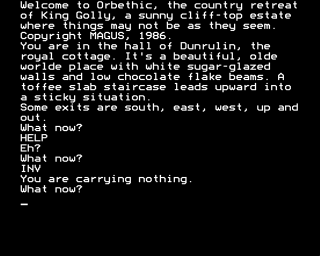 Welcome to Orbethic, the country retreat
of King Golly, a sunny cliff-top estate
where things may not be as they seem.
Copyright MAGUS, 1986.
You are in the hall of Dunrulin, the
royal cottage. It's a beautiful, olde
worlde place with white sugar-glazed
walls and low chocolate flake beams. A
toffee slab staircase leads upward into
a sticky situation.
Some exits are south, east, west, up and
out.
What now?
HELP
Eh?
What now?
INV
You are carrying nothing.
What now?